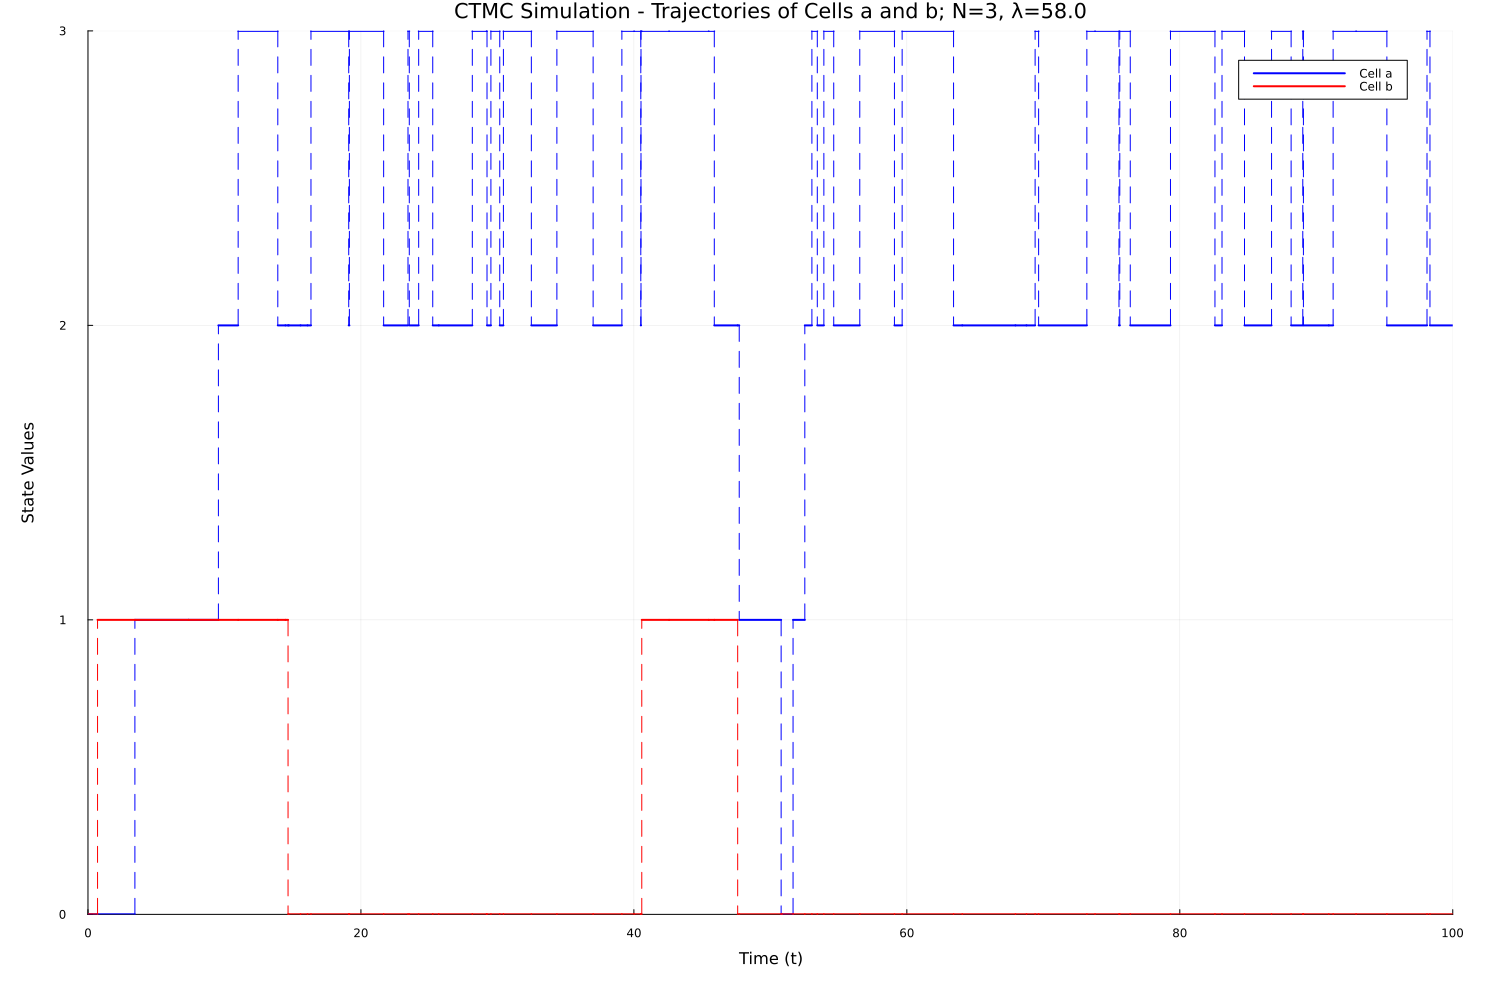 CTMC Simulation - Trajectories of Cells a and b; N=3, λ=58.0
3
Cell a
Cell b
2
State Values
1
0
0 20 40 60 80 100
Time (t)